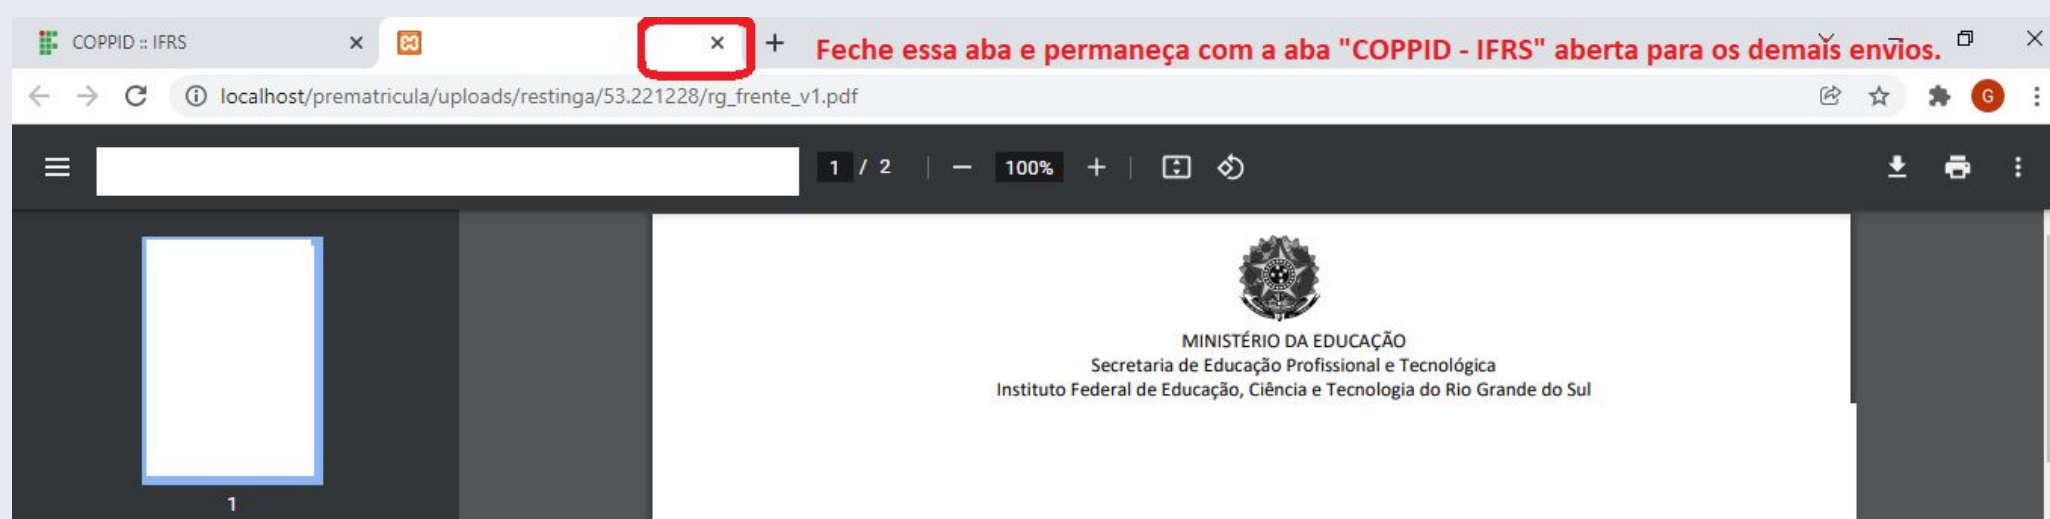 COPPID :: IFRS
Feche essa aba e permaneça com a aba "COPPID - IFRS" aberta para os demais envios.
localhost/prematricula/uploads/restinga/53.221228/rg_frente_v1.pdf
G
1 / 2
100%
MINISTÉRIO DA EDUCAÇÃO
Secretaria de Educação Profissional e Tecnológica
Instituto Federal de Educação, Ciência e Tecnologia do Rio Grande do Sul
1